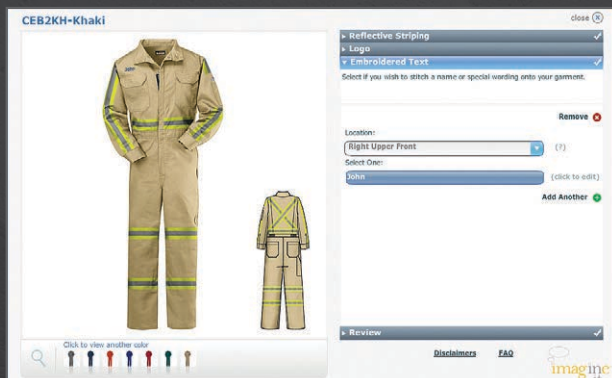 CEB2KH-Khaki
close
Reflective Striping
Logo
Embroidered Text
Select if you wish to stitch a name or special wording onto your garment.
Remove
Location:
Right Upper Front
(?)
Select One:
John
(click to edit)
Add Another
Review
Click to view another color
Disclaimers
FAQ
imagine